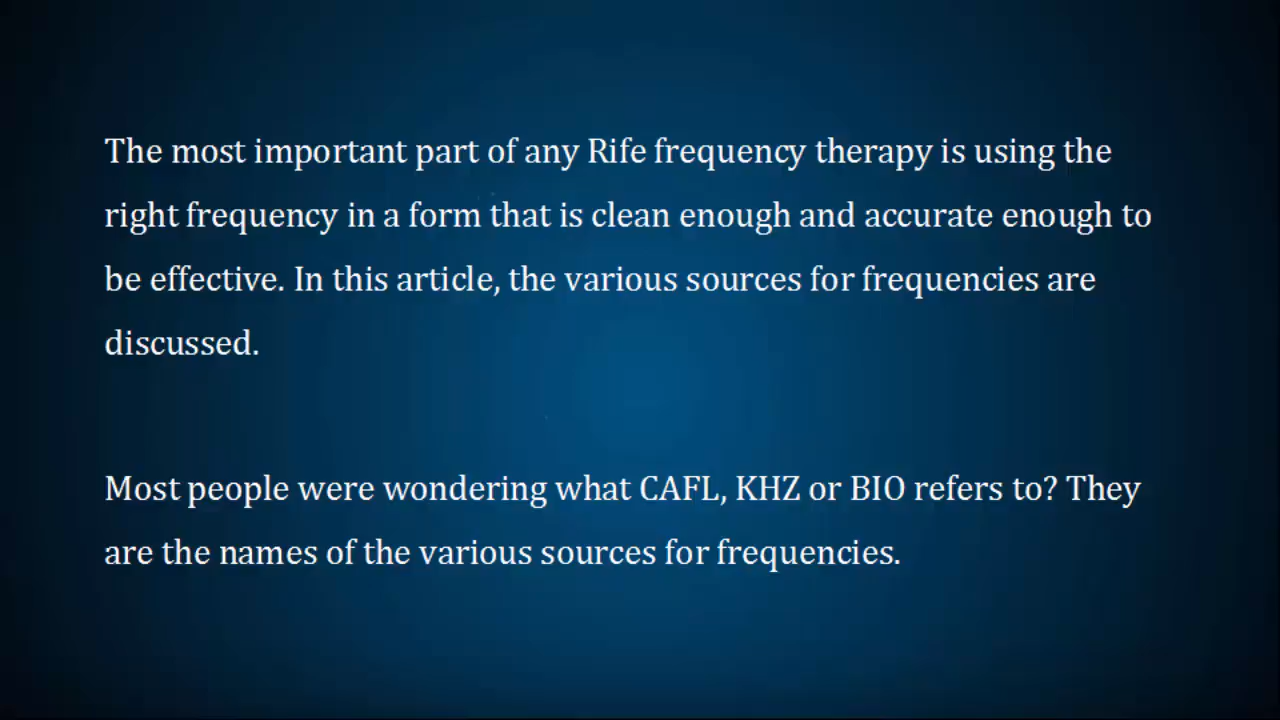 The most important part of any Rife frequency therapy is using the
right frequency in a form that is clean enough and accurate enough to
be effective. In this article, the various sources for frequencies are
discussed.
Most people were wondering what CAFL, KHZ or BIO refers to? They
are the names of the various sources for frequencies.